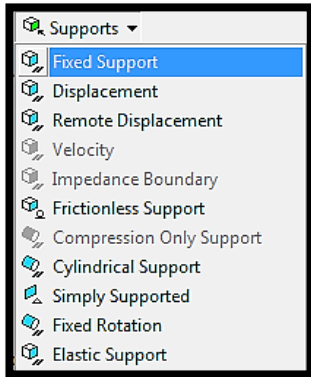 Supports
Fixed Support
Displacement
Remote Displacement
Velocity
Impedance Boundary
Frictionless Support
Compression Only Support
Cylindrical Support
Simply Supported
Fixed Rotation
Elastic Support